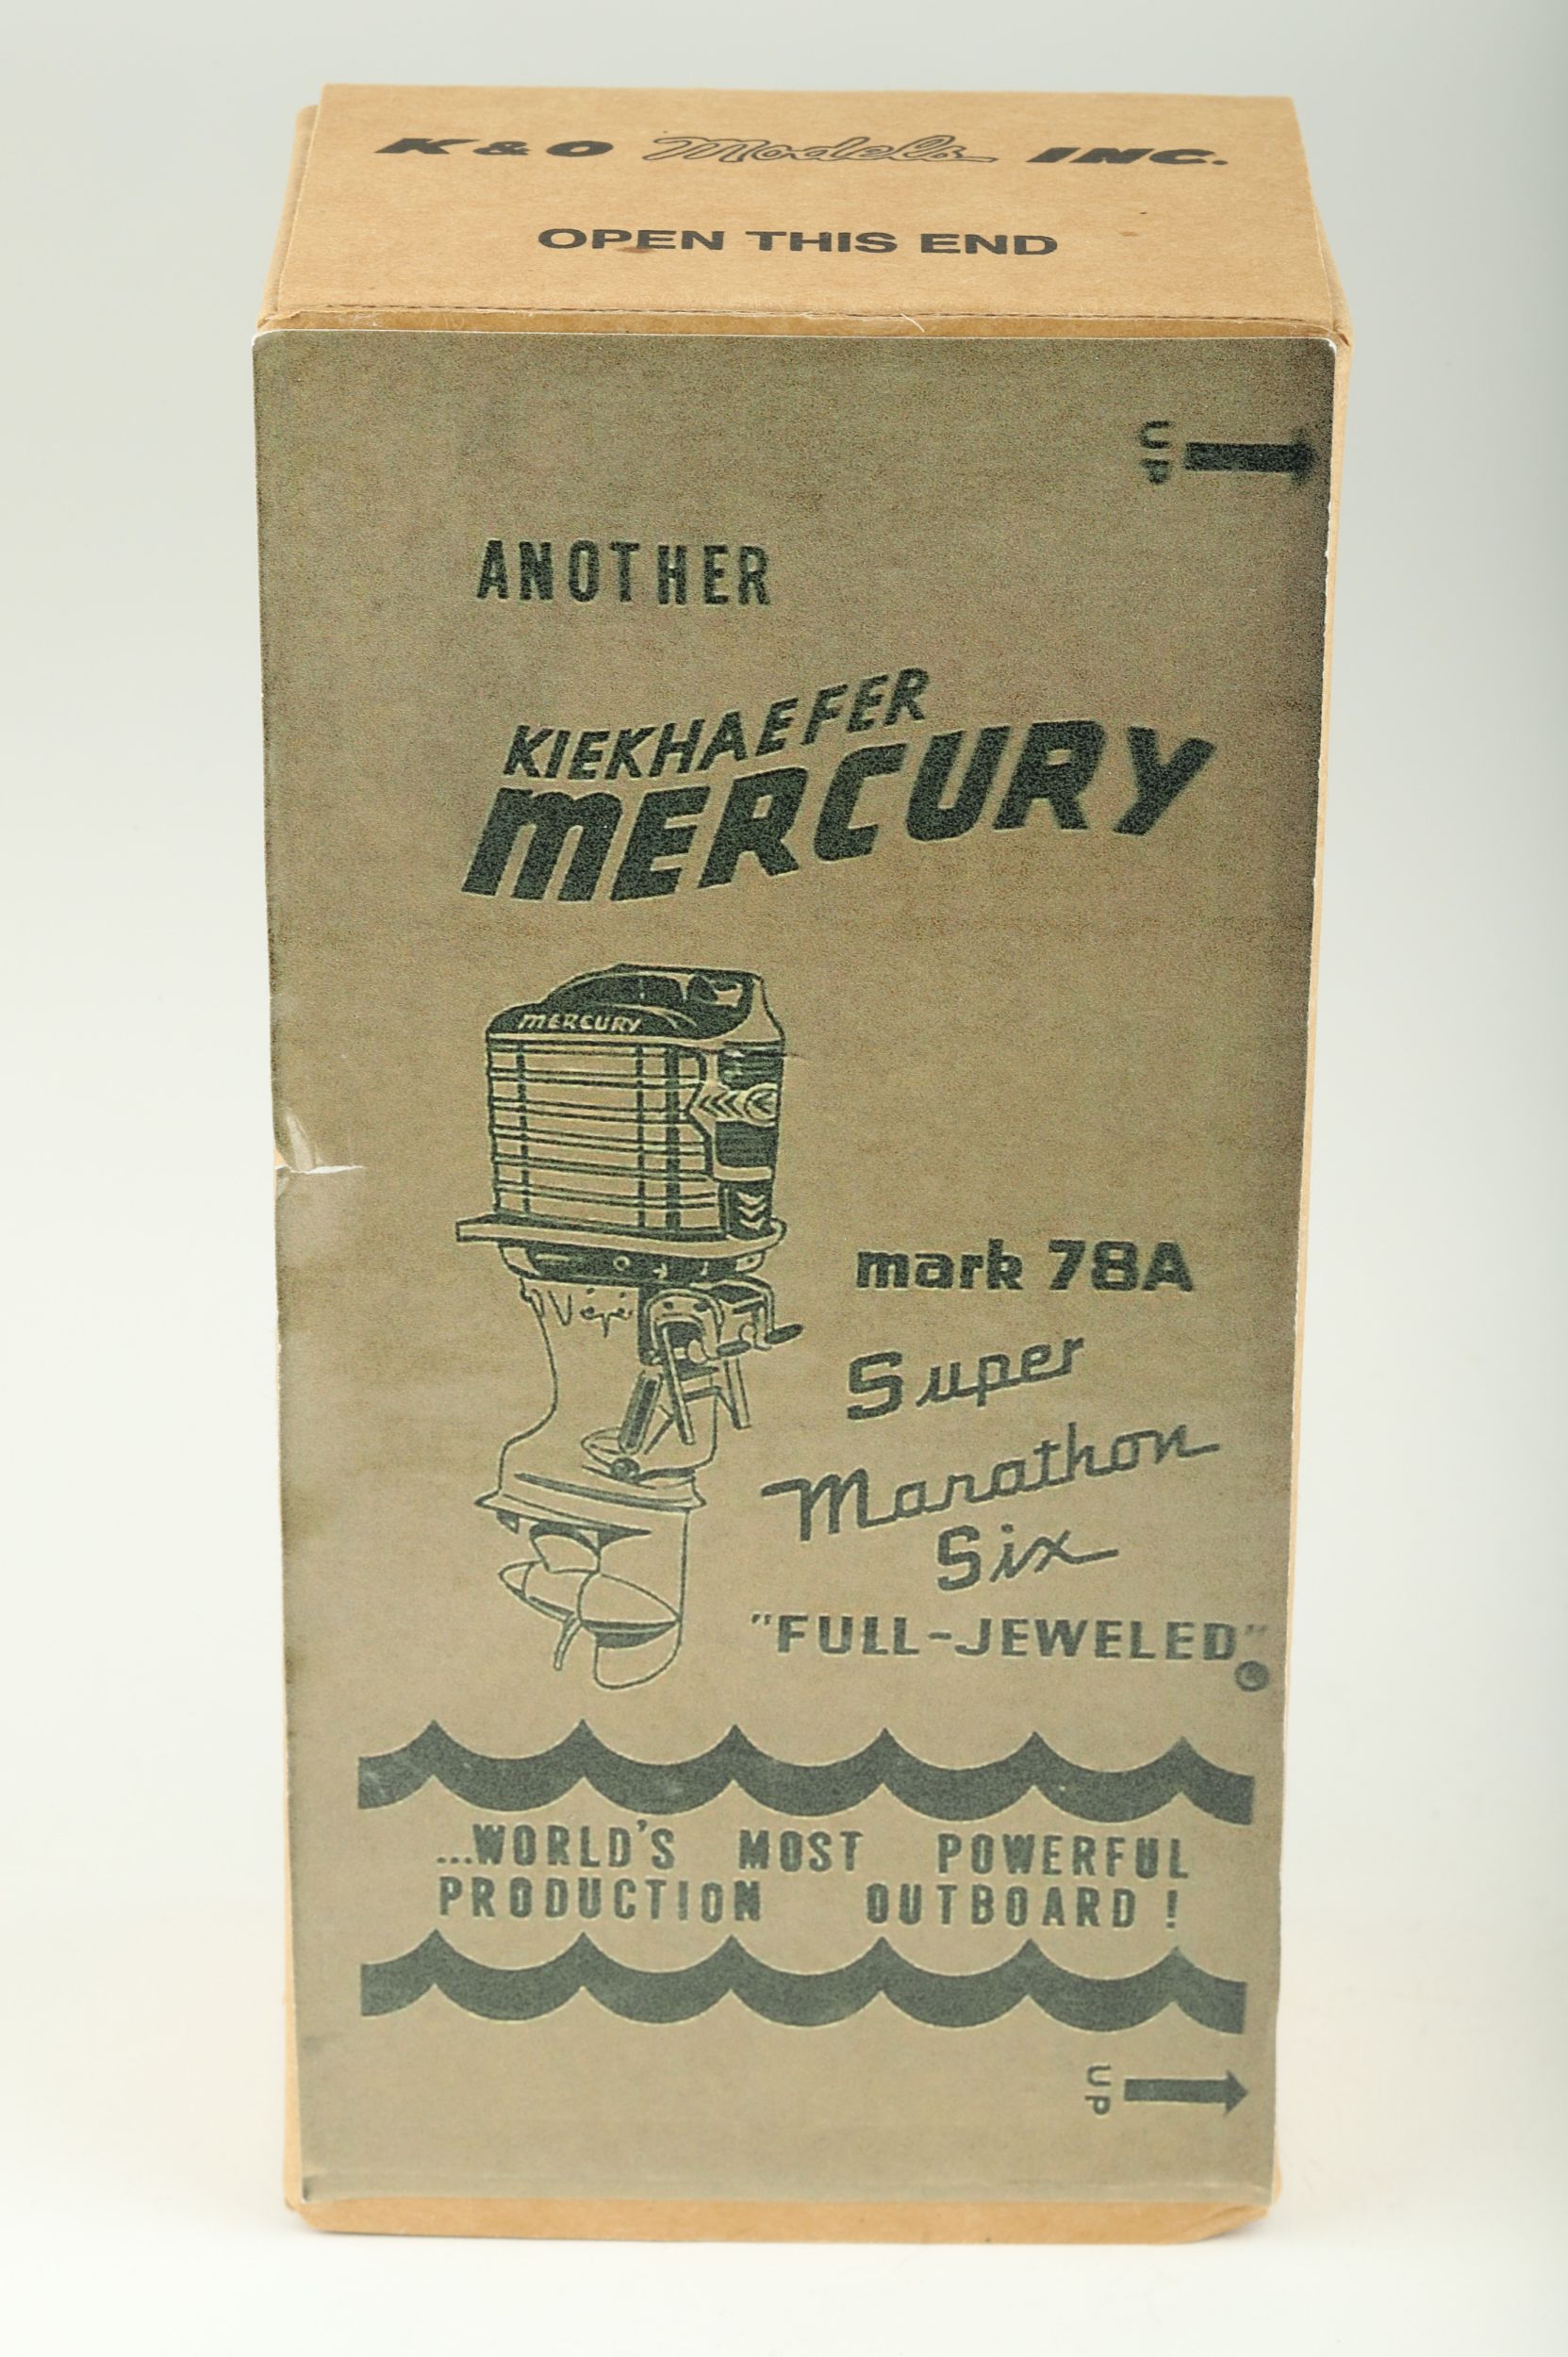 K & O Models INC.
OPEN THIS END
UP
ANOTHER
KIEKHAEFER
MERCURY
MERCURY
mark 78A
Super
Marathon
Six
"FULL-JEWELED"
...WORLD'S MOST POWERFUL
PRODUCTION OUTBOARD!
UP